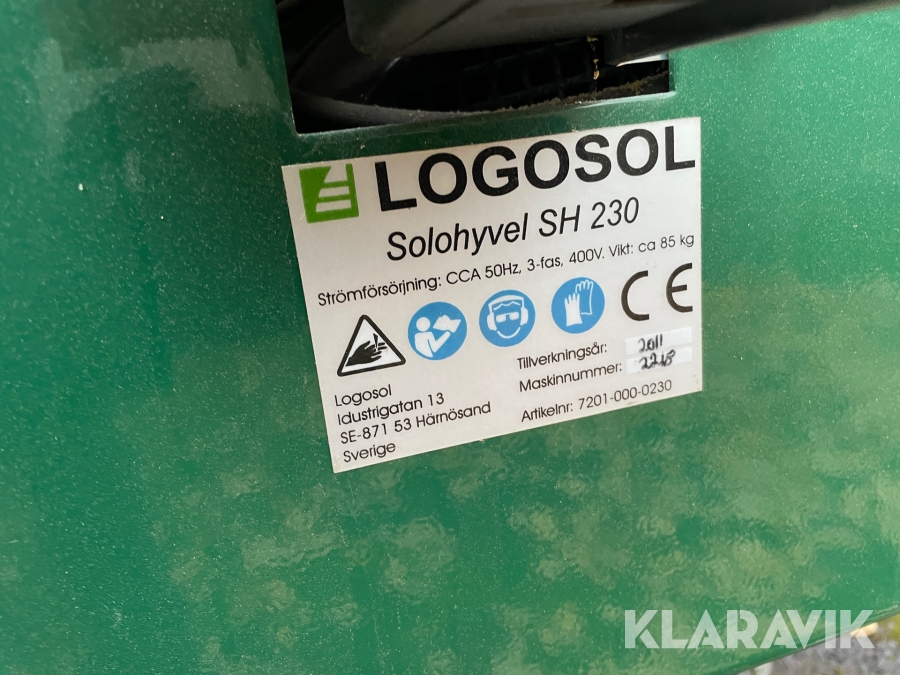 LOGOSOL
Solohyvel SH 230
Strömförsörjning: CCA 50Hz, 3-fas, 400V. Vikt: ca 85 kg
CE
Tillverkningsår: 2011
Maskinnummer:
Artikelnr: 7201-000-0230
Logosol
Idustrigatan 13
SE-871 53 Härnösand
Sverige
KLARAVIK